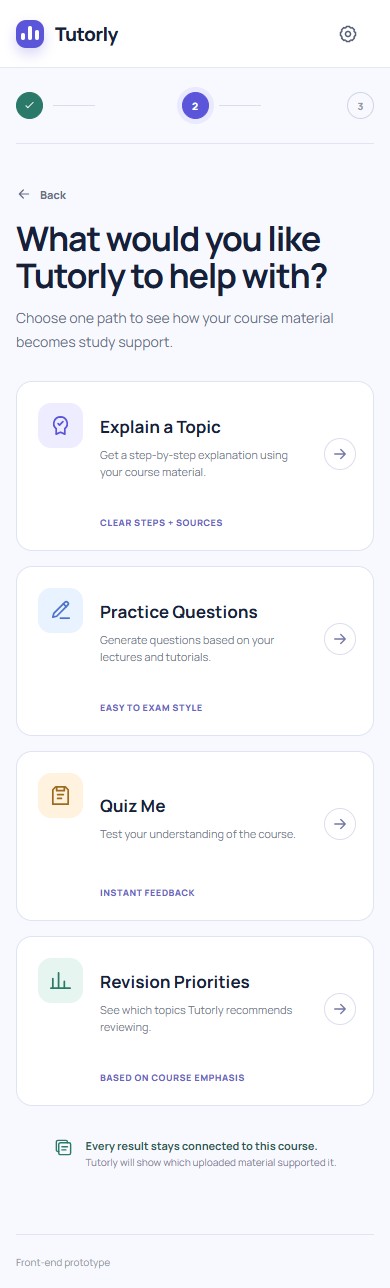 Tutorly
2
3
Back
What would you like
Tutorly to help with?
Choose one path to see how your course material
becomes study support.
Explain a Topic
Get a step-by-step explanation using
your course material.
CLEAR STEPS + SOURCES
Practice Questions
Generate questions based on your
lectures and tutorials.
EASY TO EXAM STYLE
Quiz Me
Test your understanding of the course.
INSTANT FEEDBACK
Revision Priorities
See which topics Tutorly recommends
reviewing.
BASED ON COURSE EMPHASIS
Every result stays connected to this course.
Tutorly will show which uploaded material supported it.
Front-end prototype